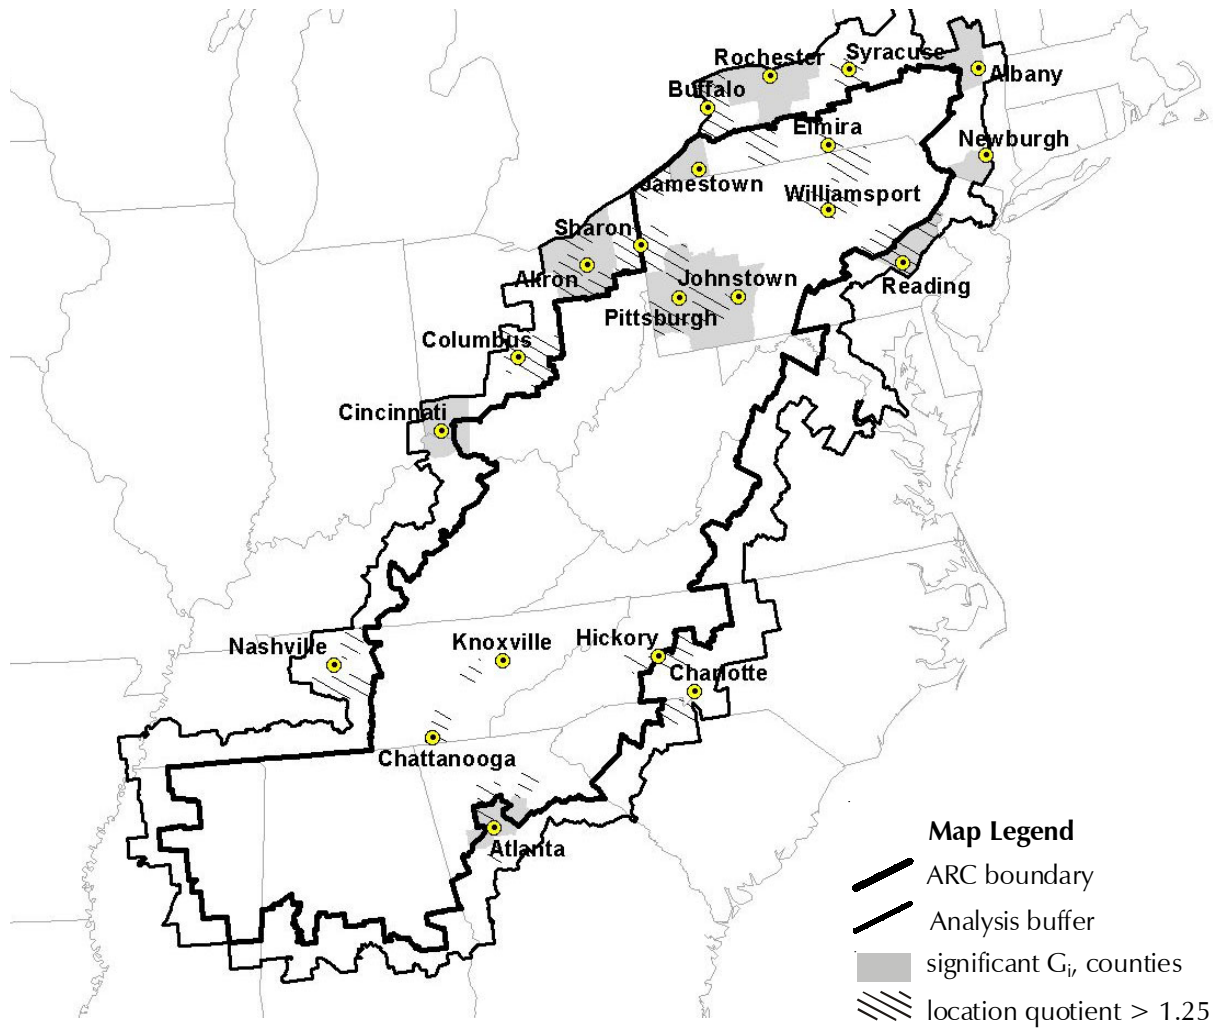 Syracuse
Rochester
Albany
Buffalo
Elmira
Newburgh
Jamestown
Williamsport
Sharon
Akron
Johnstown
Reading
Pittsburgh
Columbus
Cincinnati
Nashville
Knoxville
Hickory
Charlotte
Chattanooga
Atlanta
Map Legend
ARC boundary
Analysis buffer
significant Gi, counties
location quotient > 1.25